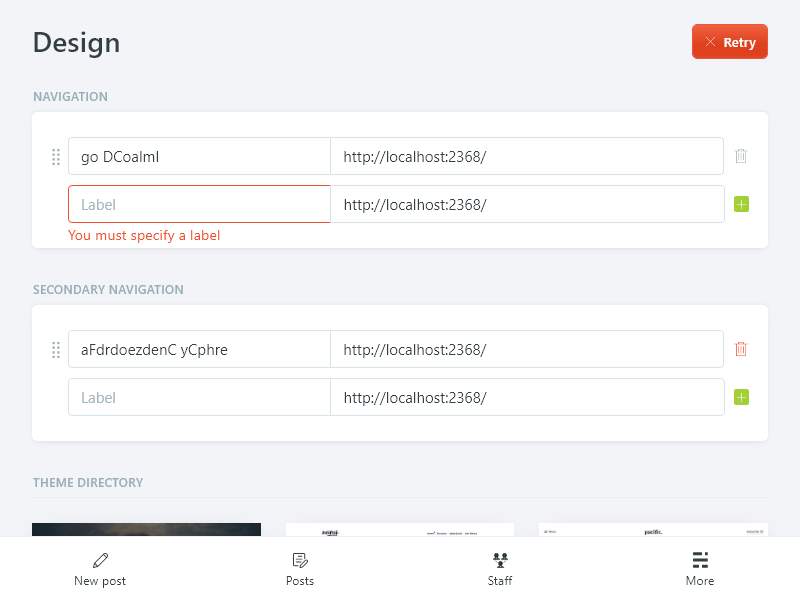 Design
Retry
NAVIGATION
go DCoalmI
http://localhost:2368/
Label
http://localhost:2368/
You must specify a label
SECONDARY NAVIGATION
aFdrdoezdenC yCphre
http://localhost:2368/
Label
http://localhost:2368/
THEME DIRECTORY
pacific.
New post
Posts
Staff
More